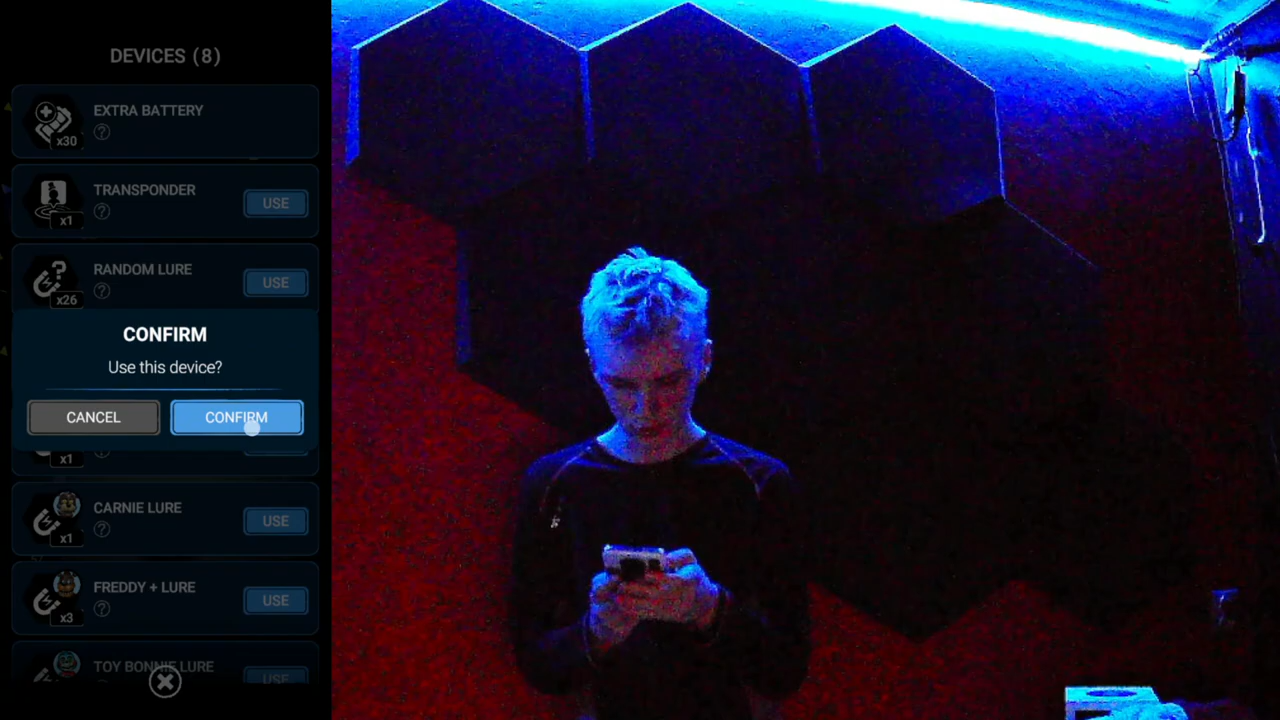 DEVICES (8)
EXTRA BATTERY
x30
TRANSPONDER
x1
USE
RANDOM LURE
x26
USE
CONFIRM
Use this device?
CANCEL
CONFIRM
x1
CARNIE LURE
x1
USE
FREDDY + LURE
x3
USE
TOY BONNIE LURE
USE